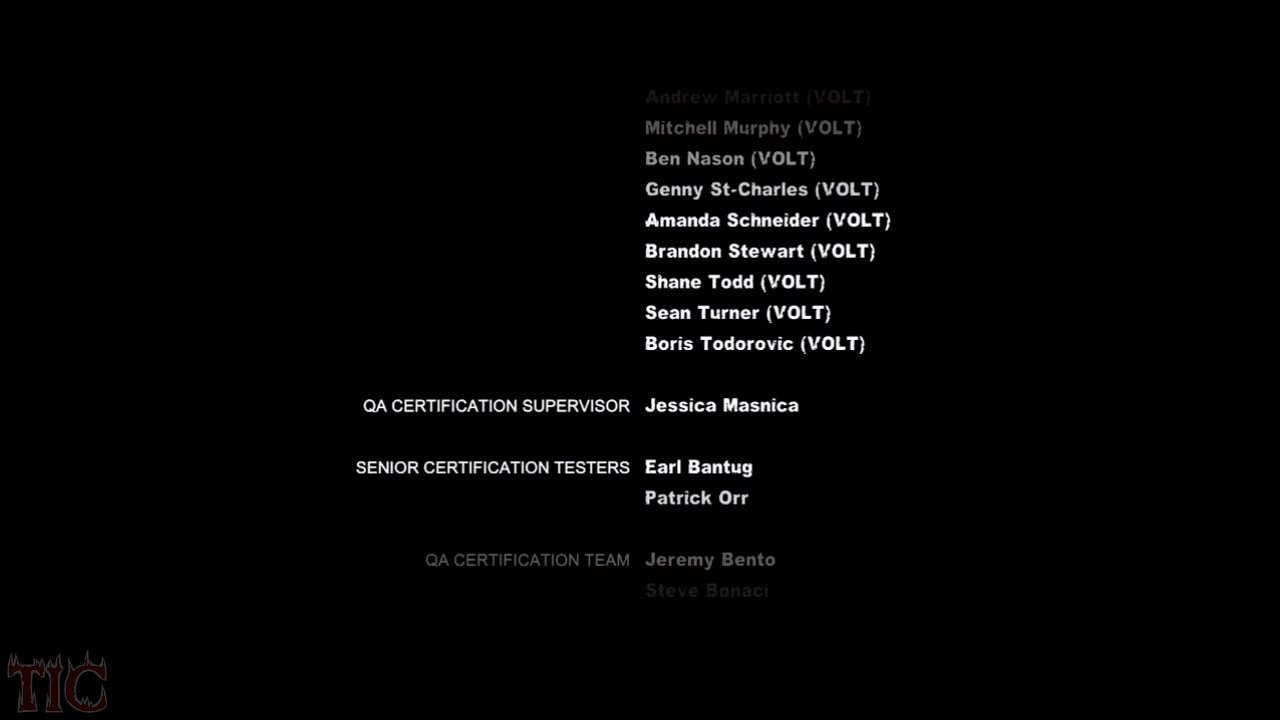 Andrew Marriott (VOLT)
Mitchell Murphy (VOLT)
Ben Nason (VOLT)
Genny St-Charles (VOLT)
Amanda Schneider (VOLT)
Brandon Stewart (VOLT)
Shane Todd (VOLT)
Sean Turner (VOLT)
Boris Todorovic (VOLT)
QA CERTIFICATION SUPERVISOR Jessica Masnica
SENIOR CERTIFICATION TESTERS Earl Bantug
Patrick Orr
QA CERTIFICATION TEAM Jeremy Bento
Steve Bonaci
TIC